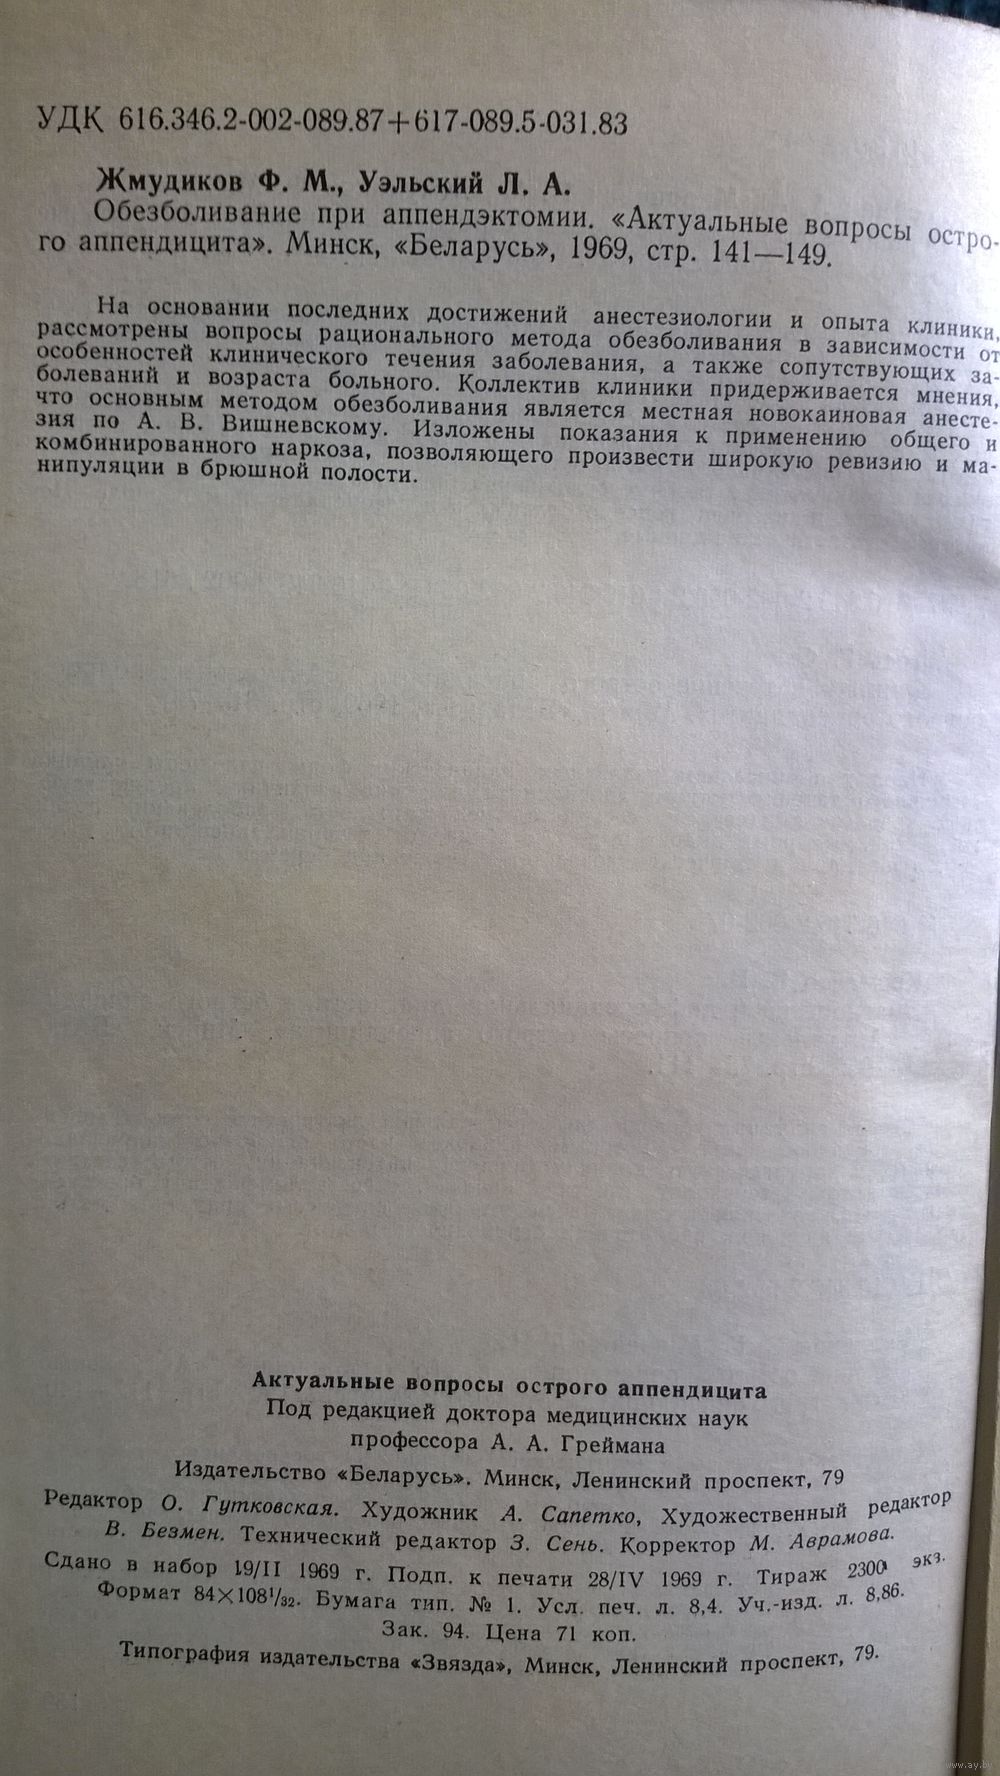 УДК 616.346.2-002-089.87+617-089.5-031.83
Жмудиков Ф. М., Уэльский Л. А.
Обезболивание при аппендэктомии. «Актуальные вопросы остро-
го аппендицита». Минск, «Беларусь», 1969, стр. 141—149.
На основании последних достижений анестезиологии и опыта клиники,
рассмотрены вопросы рационального метода обезболивания в зависимости от
особенностей клинического течения заболевания, а также сопутствующих за-
болеваний и возраста больного. Коллектив клиники придерживается мнения,
что основным методом обезболивания является местная новокаиновая анесте-
зия по А. В. Вишневскому. Изложены показания к применению общего и
комбинированного наркоза, позволяющего произвести широкую ревизию и ма-
нипуляции в брюшной полости.
Актуальные вопросы острого аппендицита
Под редакцией доктора медицинских наук
профессора А. А. Греймана
Издательство «Беларусь». Минск, Ленинский проспект, 79
Редактор О. Гутковская. Художник А. Сапетко, Художественный редактор
В. Безмен. Технический редактор З. Сень. Корректор М. Аврамова.
Сдано в набор 19/II 1969 г. Подп. к печати 28/IV 1969 г. Тираж 2300 экз.
Формат 84×108¹/₃₂. Бумага тип. № 1. Усл. печ. л. 8,4. Уч.-изд. л. 8,86.
Зак. 94. Цена 71 коп.
Типография издательства «Звязда», Минск, Ленинский проспект, 79.
www.ay.by